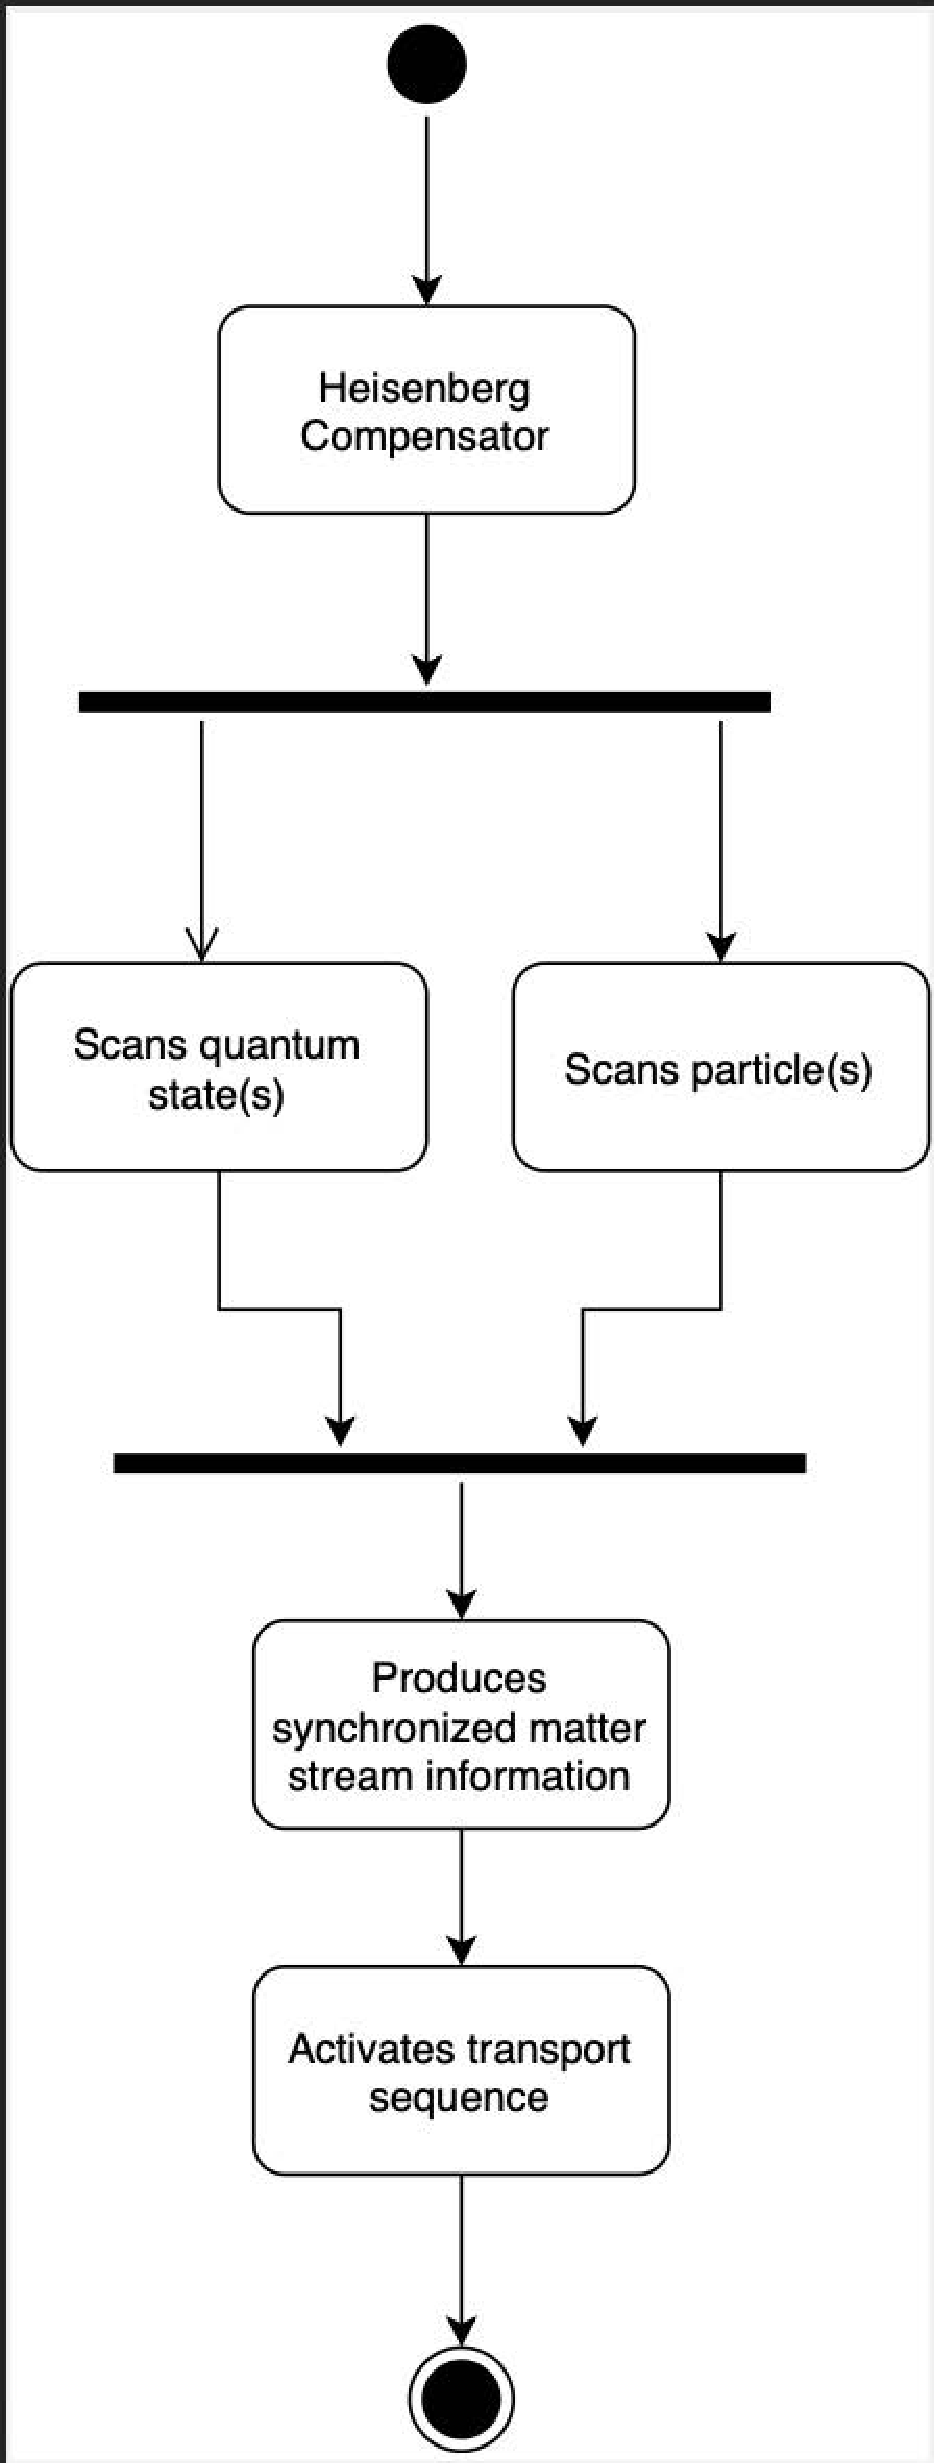 Heisenberg
Compensator
Scans quantum
state(s)
Scans particle(s)
Produces
synchronized matter
stream information
Activates transport
sequence